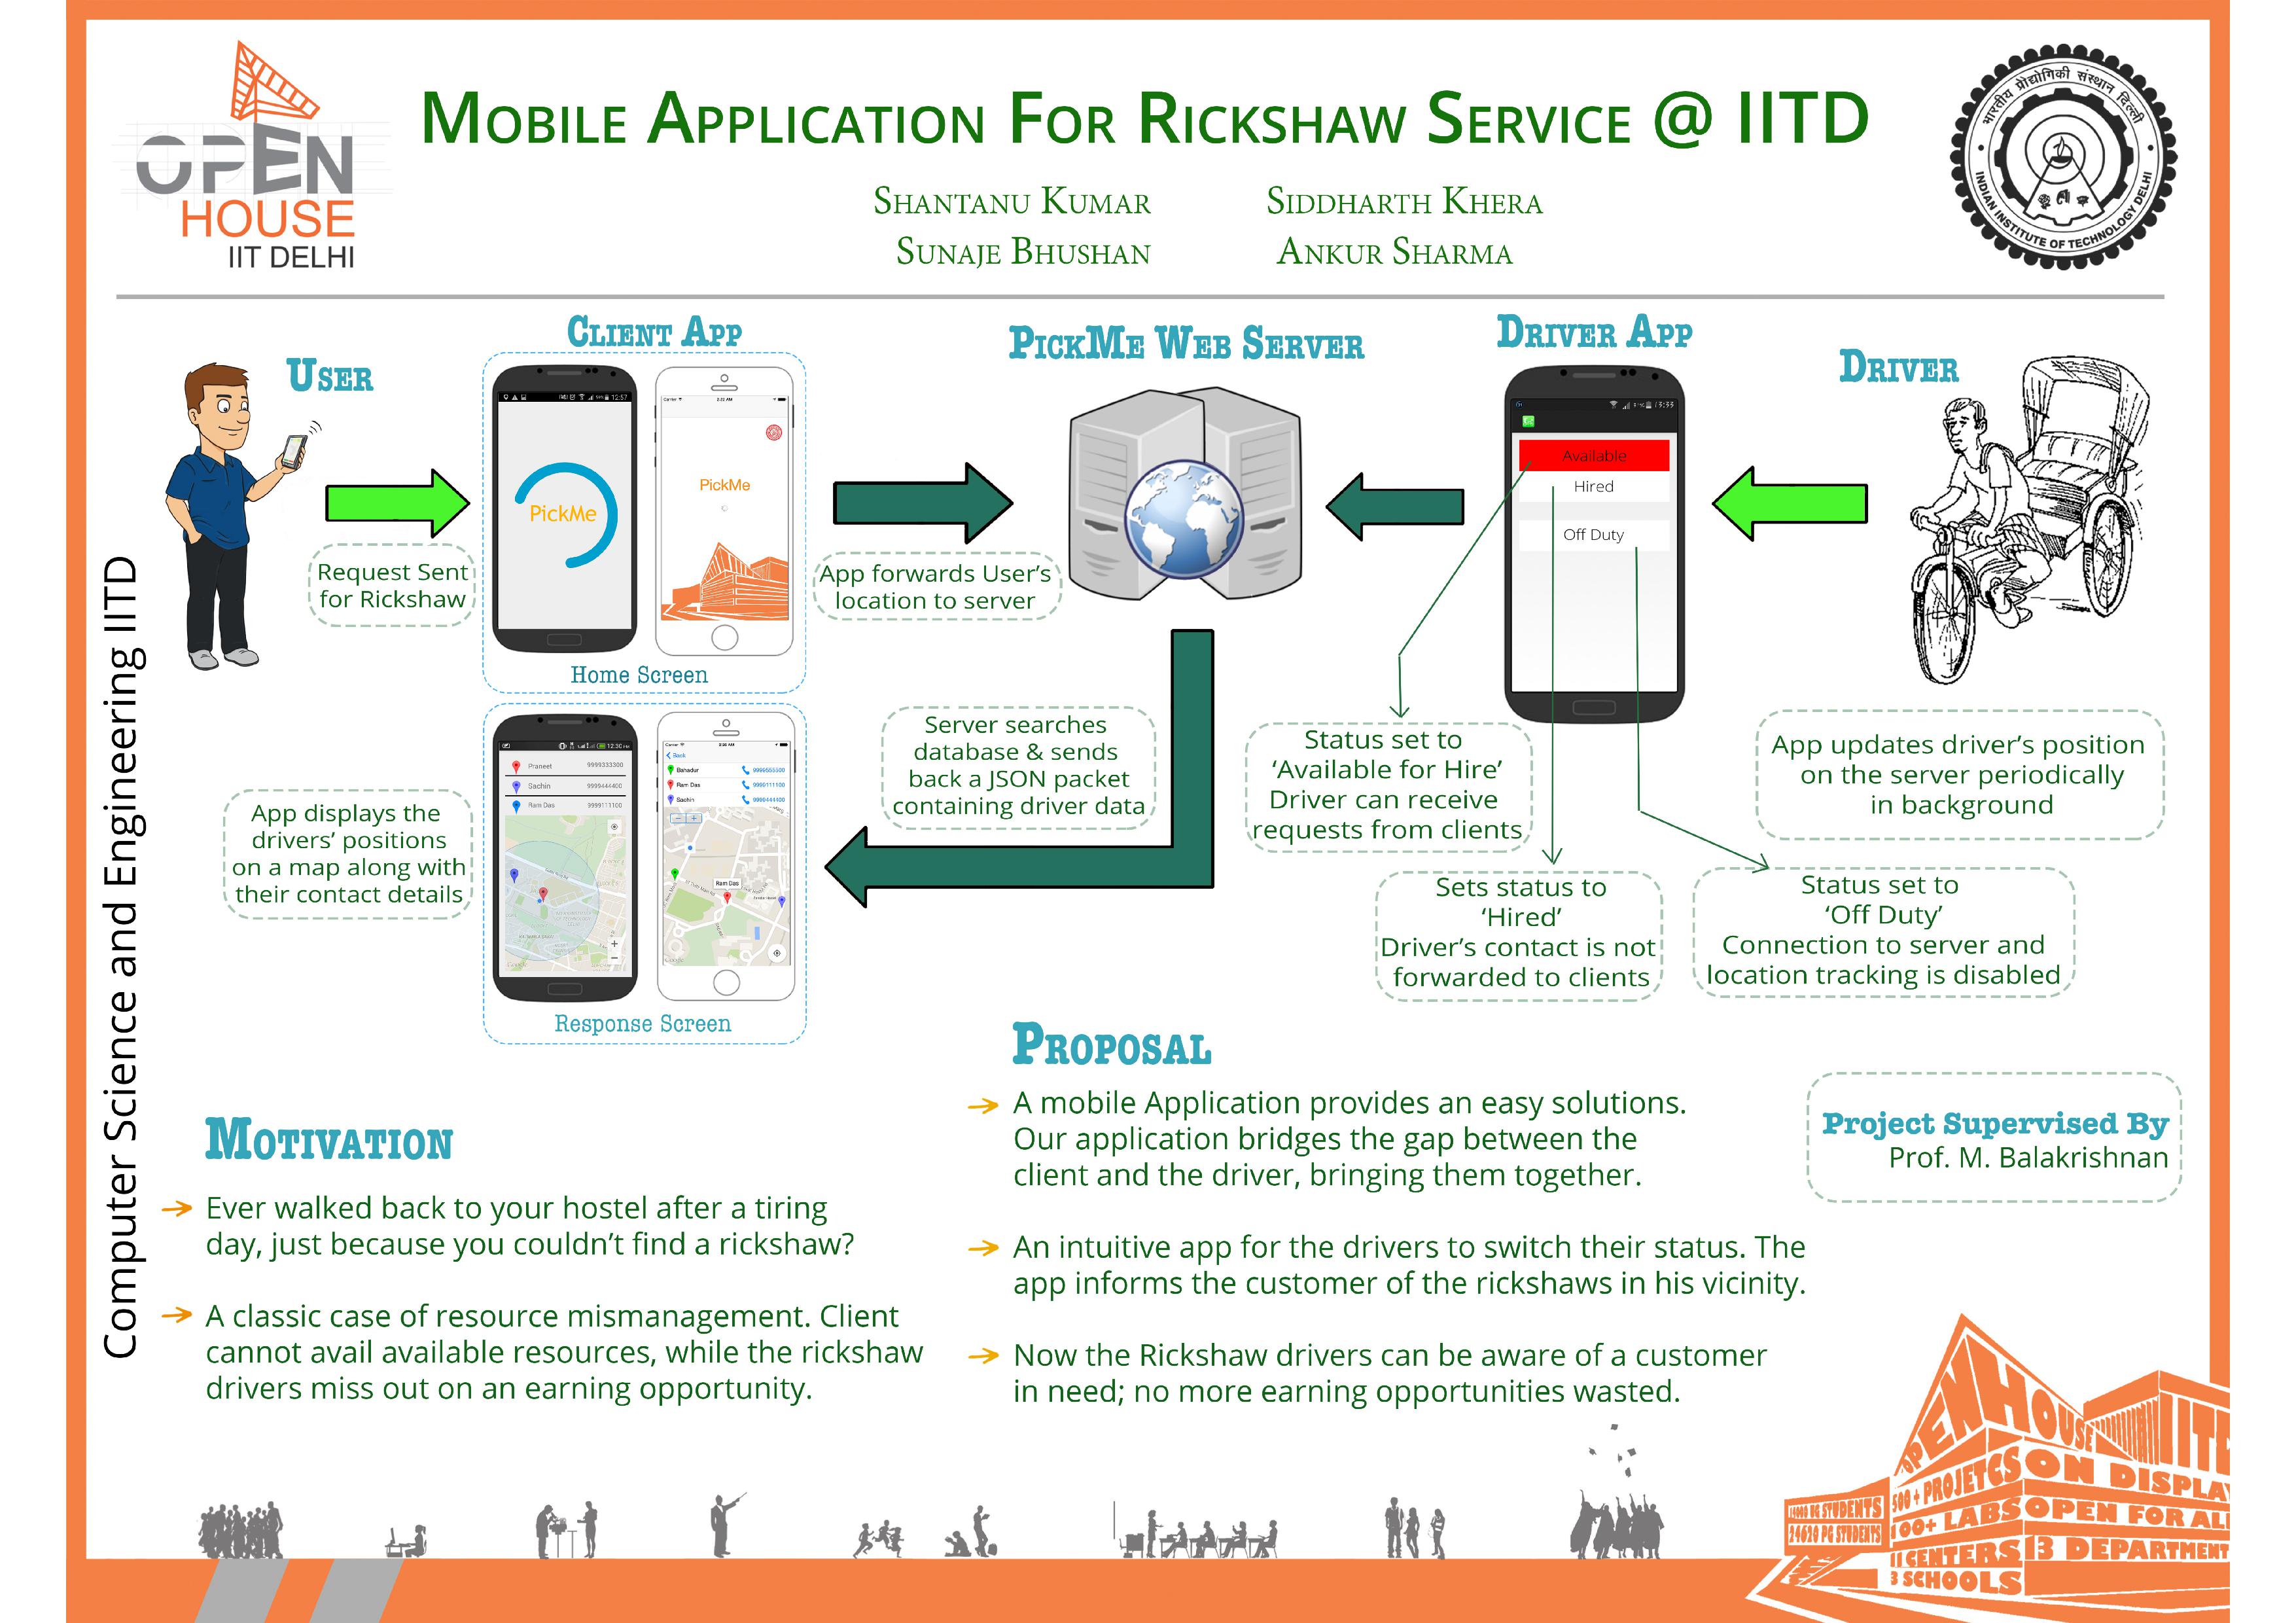 OPEN
HOUSE
IIT DELHI
Mobile Application For Rickshaw Service @ IITD
Shantanu Kumar
Siddharth Khera
Sunaje Bhushan
Ankur Sharma
भारतीय प्रौद्योगिकी संस्थान दिल्ली
INDIAN INSTITUTE OF TECHNOLOGY DELHI
Computer Science and Engineering IITD
User
Client App
PickMe Web Server
Driver App
Driver
12:57
PickMe
PickMe
Home Screen
Request Sent
for Rickshaw
App forwards User's
location to server
Available
Hired
Off Duty
Server searches
database & sends
back a JSON packet
containing driver data
App displays the
drivers' positions
on a map along with
their contact details
Praneet 9999333300
Sachin 9999444400
Ram Das 9999111100
Back
Bahadur 9999555500
Ram Das 9999111100
Sachin 9999444400
Ram Das
Response Screen
Status set to
'Available for Hire'
Driver can receive
requests from clients
Sets status to
'Hired'
Driver's contact is not
forwarded to clients
App updates driver's position
on the server periodically
in background
Status set to
'Off Duty'
Connection to server and
location tracking is disabled
Motivation
Ever walked back to your hostel after a tiring
day, just because you couldn't find a rickshaw?
A classic case of resource mismanagement. Client
cannot avail available resources, while the rickshaw
drivers miss out on an earning opportunity.
Proposal
A mobile Application provides an easy solutions.
Our application bridges the gap between the
client and the driver, bringing them together.
An intuitive app for the drivers to switch their status. The
app informs the customer of the rickshaws in his vicinity.
Now the Rickshaw drivers can be aware of a customer
in need; no more earning opportunities wasted.
Project Supervised By
Prof. M. Balakrishnan
OPEN HOUSE IIT
500+ PROJETCS ON DISPLAY
100+ LABS OPEN FOR ALL
PG STUDENTS
PG STUDENTS
11 CENTERS 13 DEPARTMENT
3 SCHOOLS